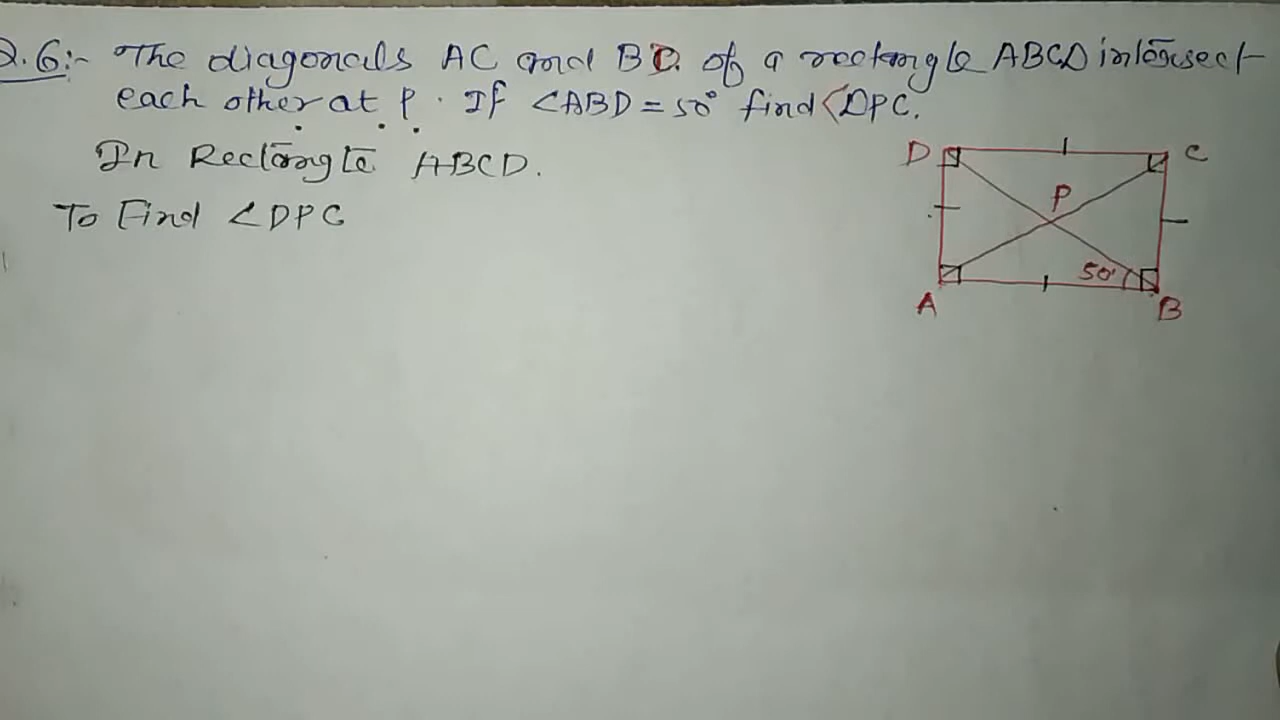 Q.6:- The diagonals AC and BD. of a rectangle ABCD intersect
each other at P. If <ABD = 50° find <DPC.
In Rectangle ABCD.
To Find <DPC
D C
P
50°
A B